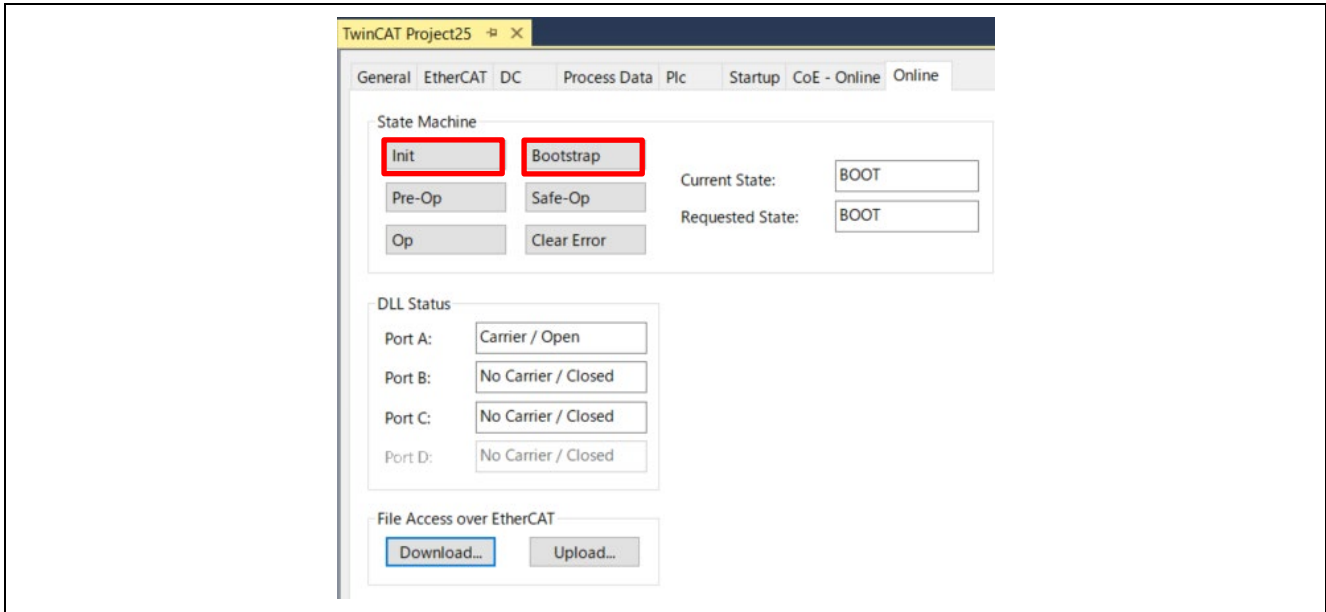 TwinCAT Project25
General EtherCAT DC Process Data Plc Startup CoE - Online Online
State Machine
Init Bootstrap
Current State: BOOT
Pre-Op Safe-Op
Requested State: BOOT
Op Clear Error
DLL Status
Port A: Carrier / Open
Port B: No Carrier / Closed
Port C: No Carrier / Closed
Port D: No Carrier / Closed
File Access over EtherCAT
Download... Upload...